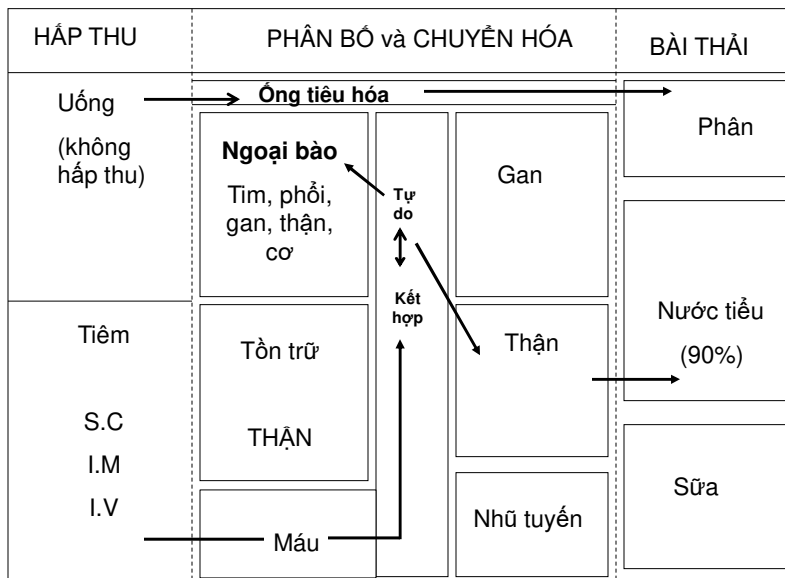 HẤP THU
PHÂN BỐ và CHUYỂN HÓA
BÀI THẢI
Uống
(không
hấp thu)
Ống tiêu hóa
Phân
Ngoại bào
Tim, phổi,
gan, thận,
cơ
Tự
do
Kết
hợp
Gan
Nước tiểu
(90%)
Tiêm
S.C
I.M
I.V
Tồn trữ
THẬN
Thận
Máu
Nhũ tuyến
Sữa